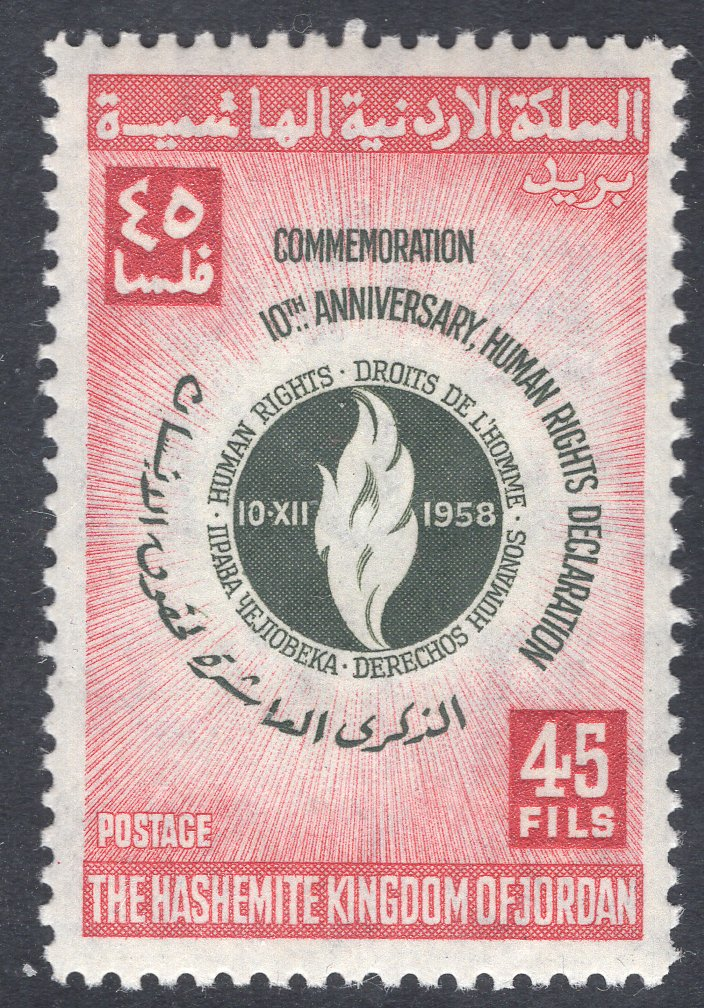 المملكة الاردنية الهاشمية
بريد
٤٥
فلسا
COMMEMORATION
10TH. ANNIVERSARY, HUMAN RIGHTS DECLARATION
· HUMAN RIGHTS · DROITS DE L'HOMME ·
10·XII 1958
ПРАВА ЧЕЛОВЕКА · DERECHOS HUMANOS
الذكرى العاشرة لحقوق الانسان
45
FILS
POSTAGE
THE HASHEMITE KINGDOM OF JORDAN